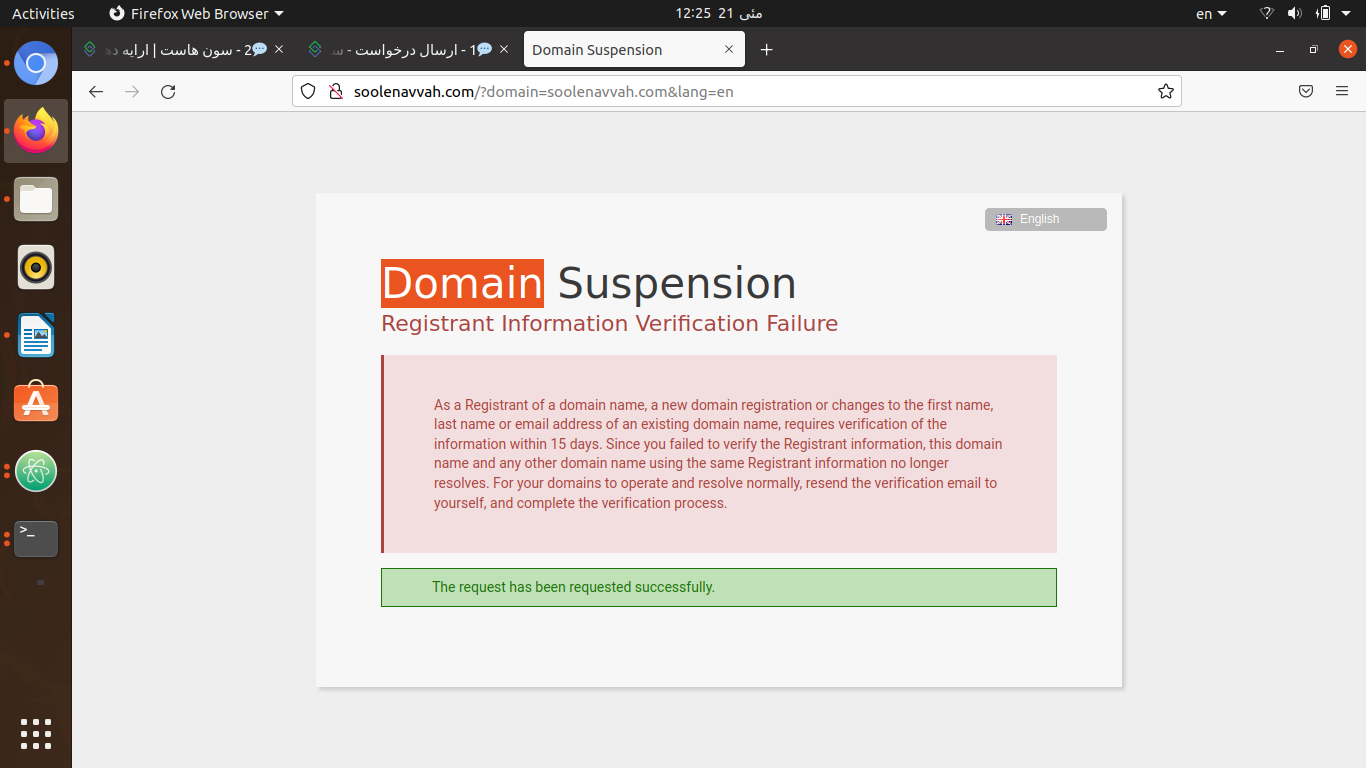 Activities
Firefox Web Browser
مئی 21 12:25
en
2 - سون هاست | ارایه ده
1 - ارسال درخواست - س
Domain Suspension
soolenavvah.com/?domain=soolenavvah.com&lang=en
English
Domain Suspension
Registrant Information Verification Failure
As a Registrant of a domain name, a new domain registration or changes to the first name,
last name or email address of an existing domain name, requires verification of the
information within 15 days. Since you failed to verify the Registrant information, this domain
name and any other domain name using the same Registrant information no longer
resolves. For your domains to operate and resolve normally, resend the verification email to
yourself, and complete the verification process.
The request has been requested successfully.